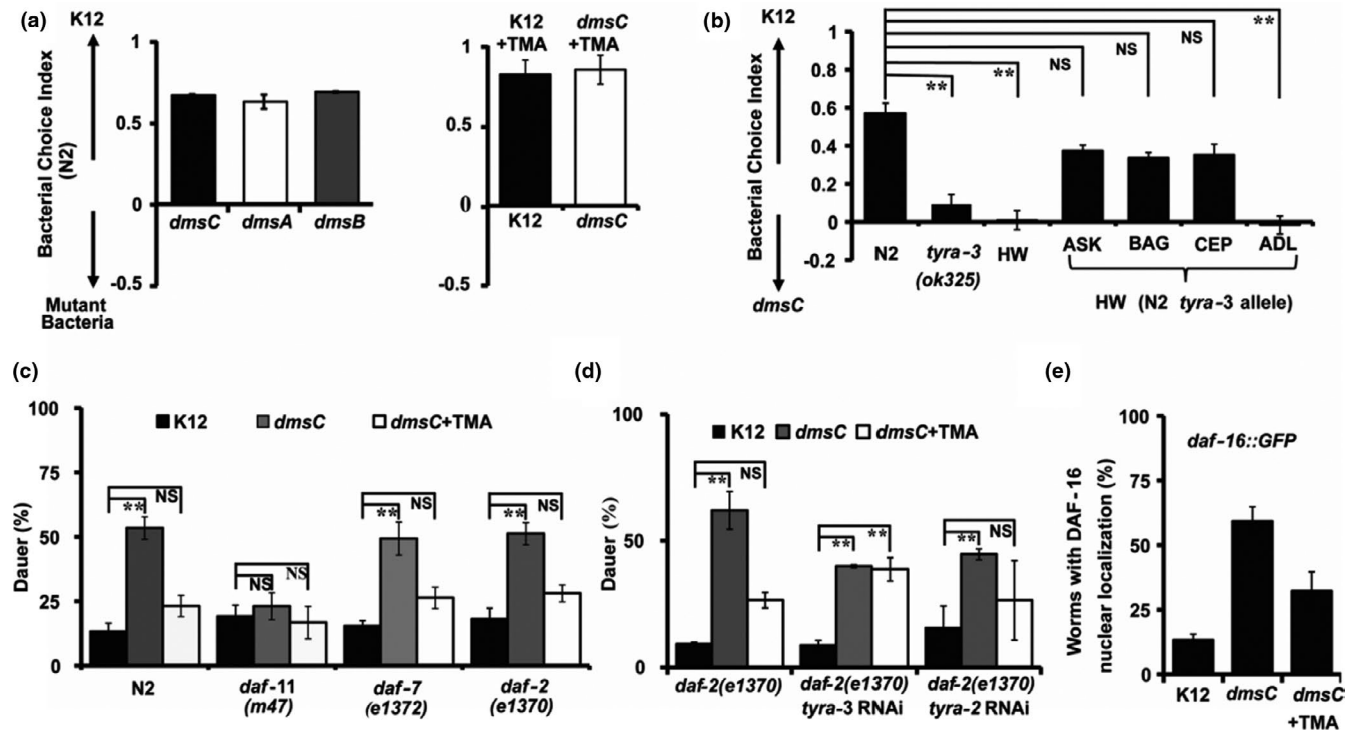 (a)
K12
Bacterial Choice Index
(N2)
Mutant
Bacteria
1
0.5
0
0.5
dmsC
dmsA
dmsB
K12
+TMA
dmsC
+TMA
1
0.5
0
0.5
K12
dmsC
(b)
K12
Bacterial Choice Index
dmsC
1
0.8
0.6
0.4
0.2
0
-0.2
**
**
NS
NS
NS
**
N2
tyra-3
(ok325)
HW
ASK
BAG
CEP
ADL
HW (N2 tyra-3 allele)
(c)
K12
dmsC
dmsC+TMA
Dauer (%)
100
75
50
25
0
**
NS
NS
NS
**
NS
**
NS
N2
daf-11
(m47)
daf-7
(e1372)
daf-2
(e1370)
(d)
K12
dmsC
dmsC+TMA
Dauer (%)
100
50
0
**
NS
**
**
**
NS
daf-2(e1370)
daf-2(e1370)
tyra-3 RNAi
daf-2(e1370)
tyra-2 RNAi
(e)
daf-16::GFP
Worms with DAF-16
nuclear localization (%)
100
75
50
25
0
K12
dmsC
dmsC
+TMA